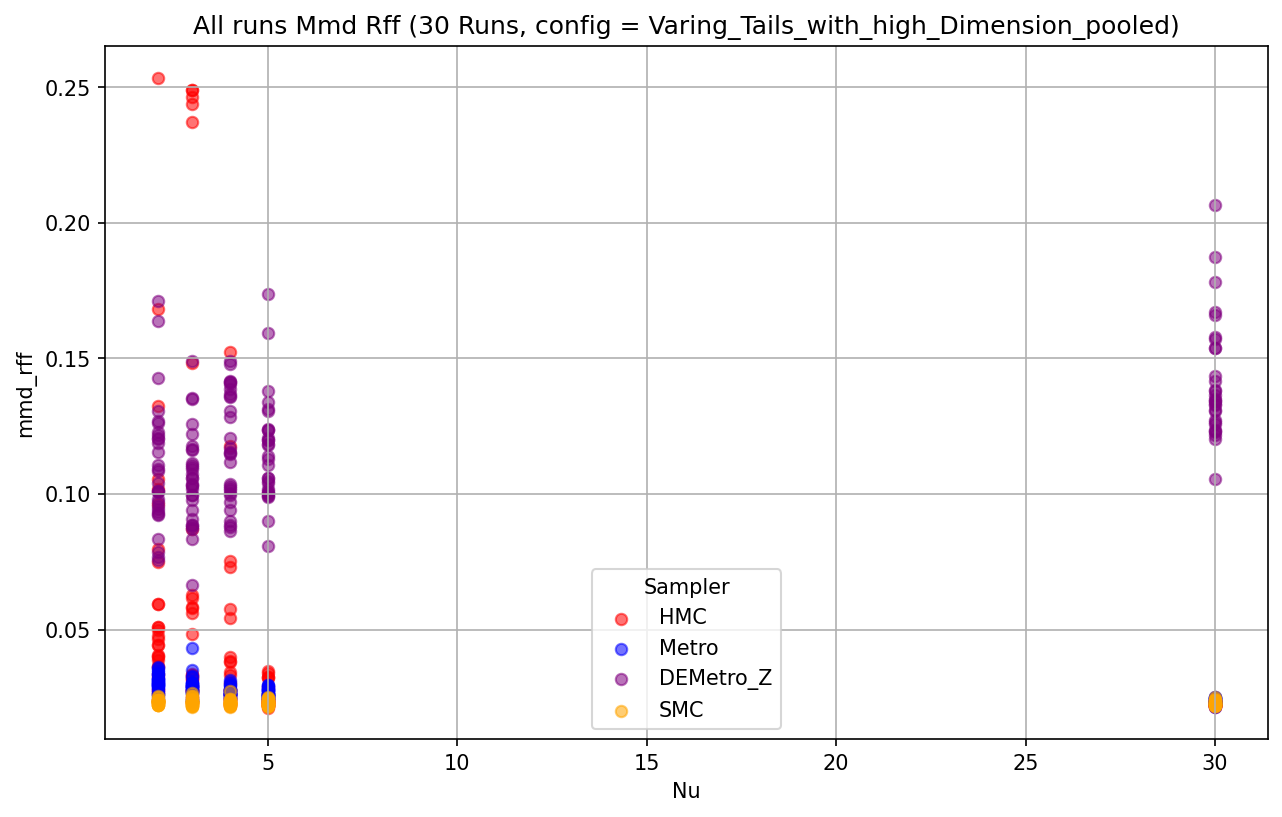 All runs Mmd Rff (30 Runs, config = Varing_Tails_with_high_Dimension_pooled)
mmd_rff
0.25
0.20
0.15
0.10
0.05
Sampler
HMC
Metro
DEMetro_Z
SMC
5
10
15
20
25
30
Nu